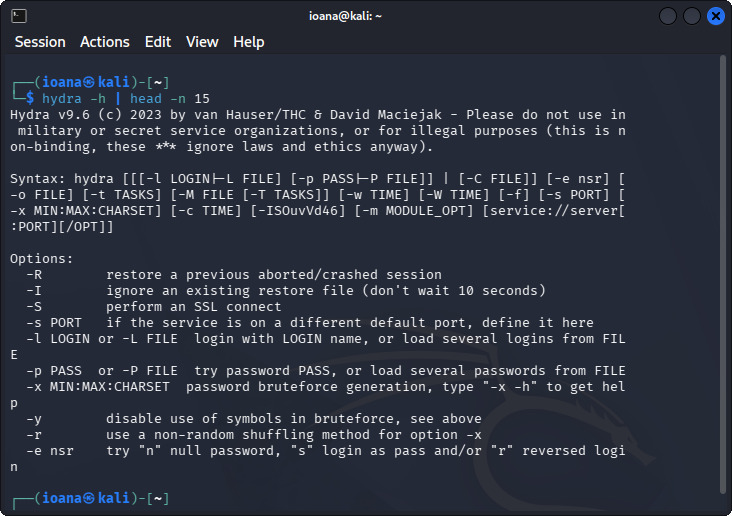 ioana@kali: ~
Session Actions Edit View Help
┌──(ioana㉿kali)-[~]
└─$ hydra -h | head -n 15
Hydra v9.6 (c) 2023 by van Hauser/THC & David Maciejak - Please do not use in
 military or secret service organizations, or for illegal purposes (this is n
on-binding, these *** ignore laws and ethics anyway).
Syntax: hydra [[[-l LOGIN|-L FILE] [-p PASS|-P FILE]] | [-C FILE]] [-e nsr] [
-o FILE] [-t TASKS] [-M FILE [-T TASKS]] [-w TIME] [-W TIME] [-f] [-s PORT] [
-x MIN:MAX:CHARSET] [-c TIME] [-ISOuvVd46] [-m MODULE_OPT] [service://server[
:PORT][/OPT]]
Options:
  -R        restore a previous aborted/crashed session
  -I        ignore an existing restore file (don't wait 10 seconds)
  -S        perform an SSL connect
  -s PORT   if the service is on a different default port, define it here
  -l LOGIN or -L FILE  login with LOGIN name, or load several logins from FIL
E
  -p PASS  or -P FILE  try password PASS, or load several passwords from FILE
  -x MIN:MAX:CHARSET  password bruteforce generation, type "-x -h" to get hel
p
  -y        disable use of symbols in bruteforce, see above
  -r        use a non-random shuffling method for option -x
  -e nsr    try "n" null password, "s" login as pass and/or "r" reversed logi
n
┌──(ioana㉿kali)-[~]